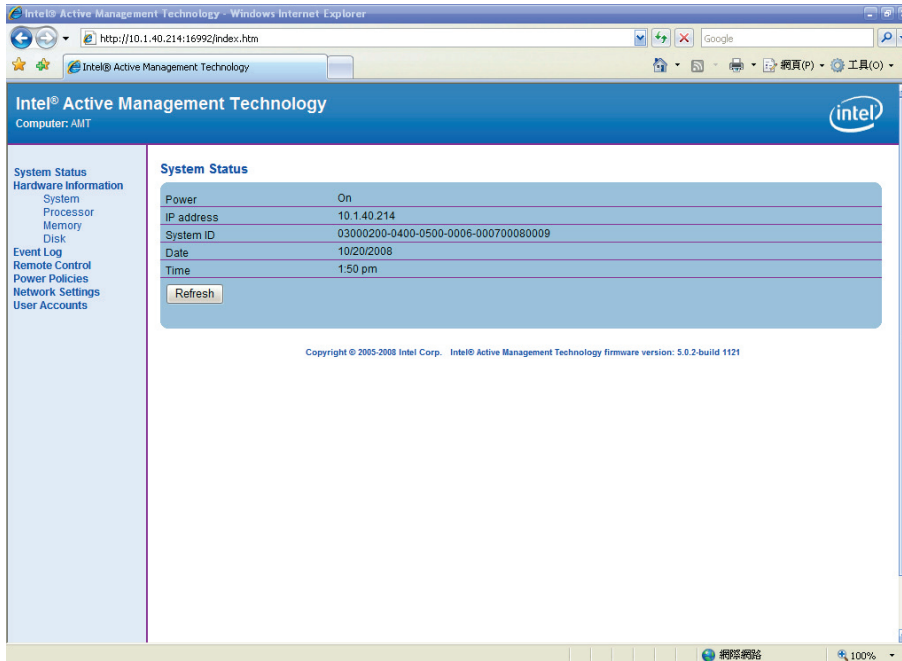 Intel® Active Management Technology - Windows Internet Explorer
http://10.1.40.214:16992/index.htm
Google
Intel® Active Management Technology
網頁(P)
工具(O)
Intel® Active Management Technology
Computer: AMT
intel
System Status
Hardware Information
System
Processor
Memory
Disk
Event Log
Remote Control
Power Policies
Network Settings
User Accounts
System Status
Power On
IP address 10.1.40.214
System ID 03000200-0400-0500-0006-000700080009
Date 10/20/2008
Time 1:50 pm
Refresh
Copyright © 2005-2008 Intel Corp. Intel® Active Management Technology firmware version: 5.0.2-build 1121
網際網路
100%